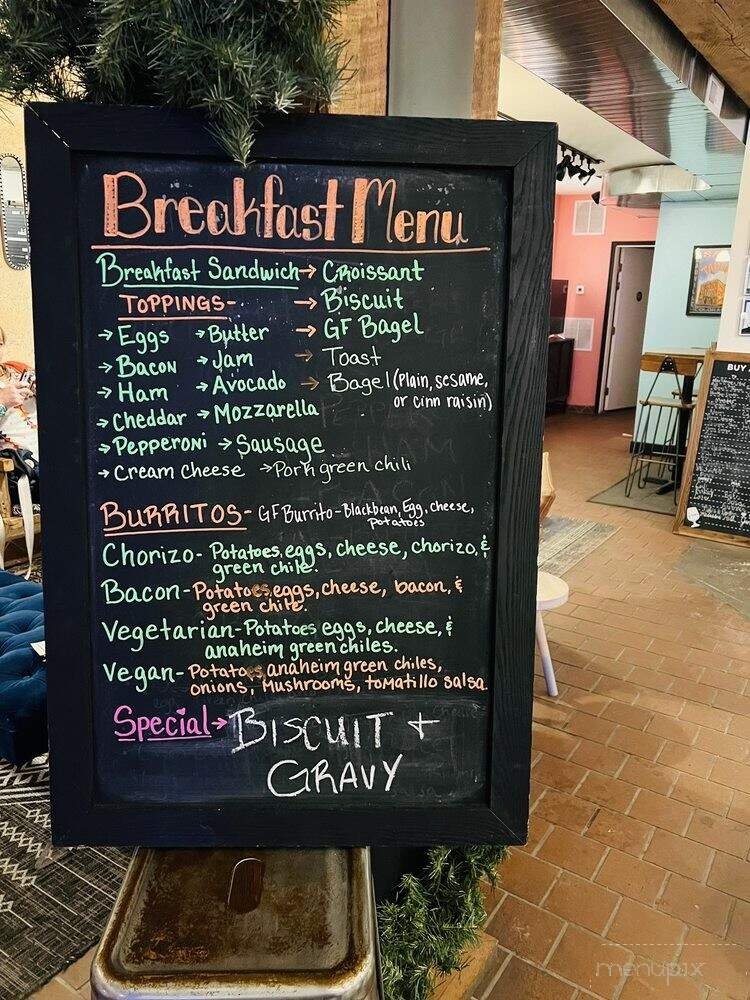 Breakfast Menu
Breakfast Sandwich → Croissant
TOPPINGS- → Biscuit
→ Eggs → Butter → GF Bagel
→ Bacon → Jam → Toast
→ Ham → Avocado → Bagel (Plain, sesame,
or cinn raisin)
→ Cheddar → Mozzarella
→ Pepperoni → Sausage
→ Cream cheese → Pork green chili
BURRITOS- GF Burrito - Blackbean, Egg, cheese,
potatoes
Chorizo- Potatoes, eggs, cheese, chorizo, &
green chile.
Bacon- Potatoes, eggs, cheese, bacon, &
green chile.
Vegetarian- Potatoes eggs, cheese, &
anaheim green chiles.
Vegan- Potatoes, anaheim green chiles,
onions, Mushrooms, tomatillo salsa.
Special → BISCUIT +
GRAVY
BUY
menupix